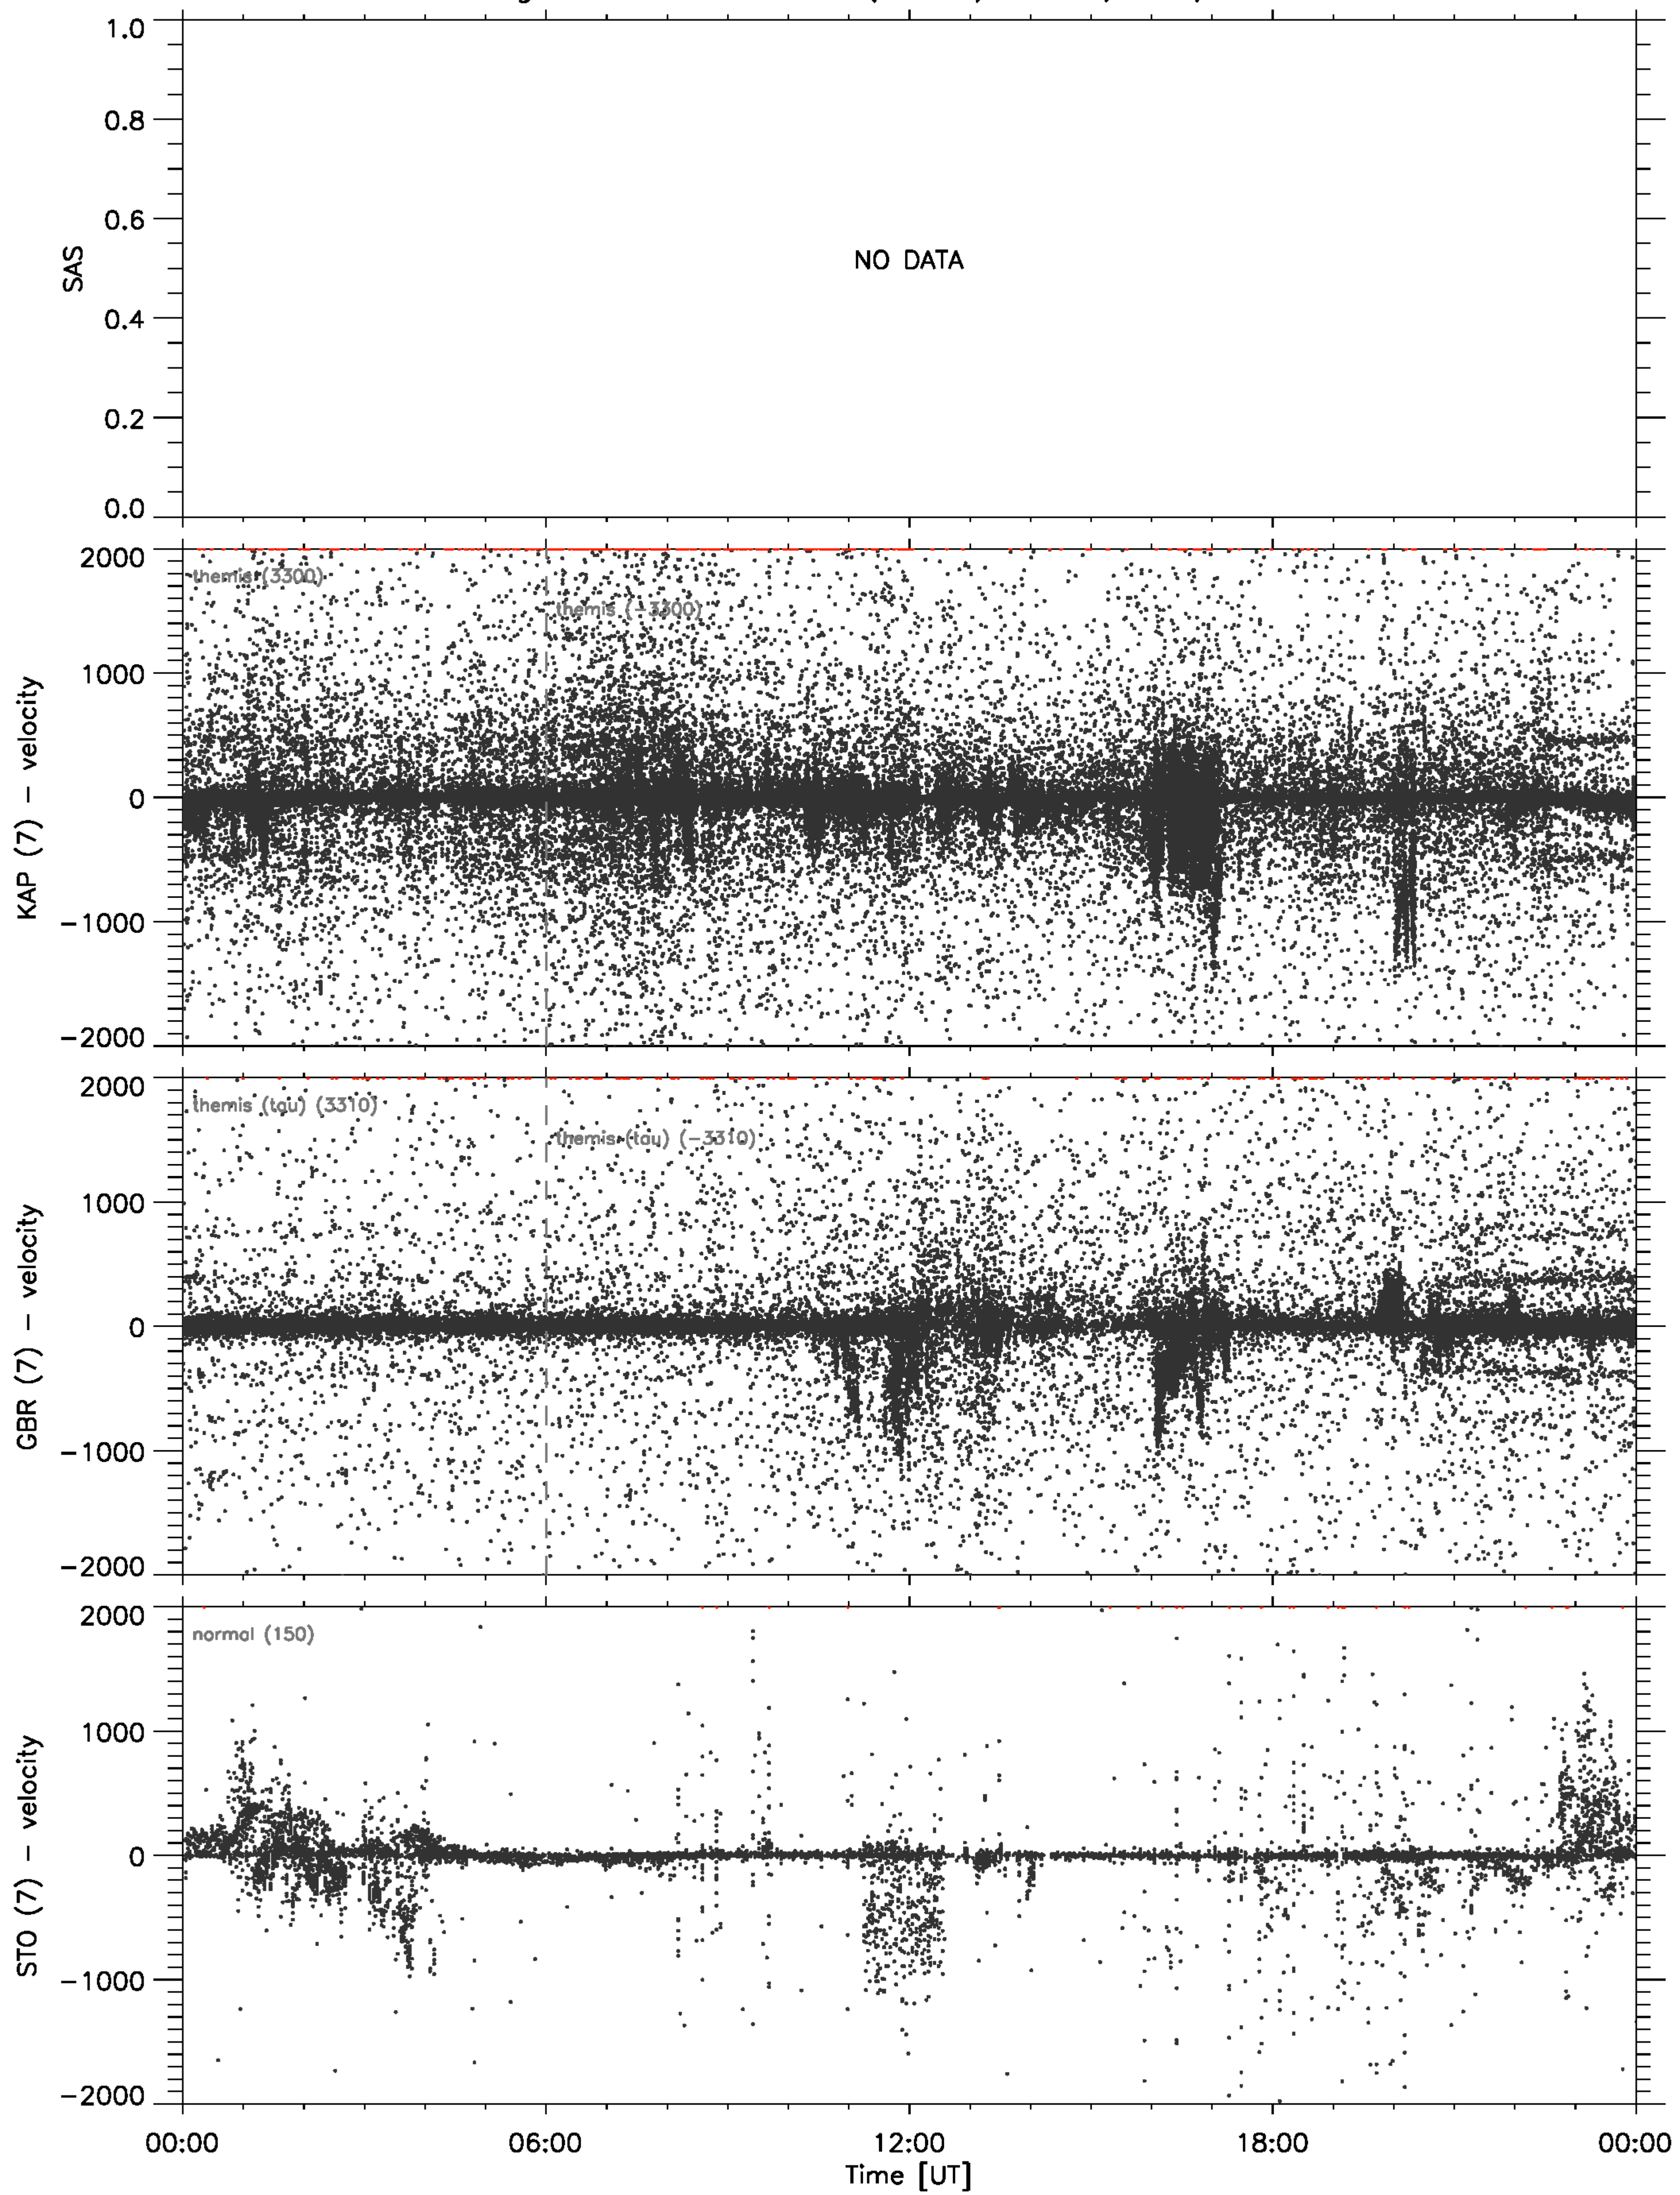 1.0
0.8
0.6
0.4
0.2
0.0
SAS
NO DATA
2000
1000
0
−1000
−2000
KAP (7) − velocity
themis (3300)
themis (−3300)
2000
1000
0
−1000
−2000
GBR (7) − velocity
themis (tau) (3310)
themis (tau) (−3310)
2000
1000
0
−1000
−2000
STO (7) − velocity
normal (150)
00:00
06:00
12:00
18:00
00:00
Time [UT]